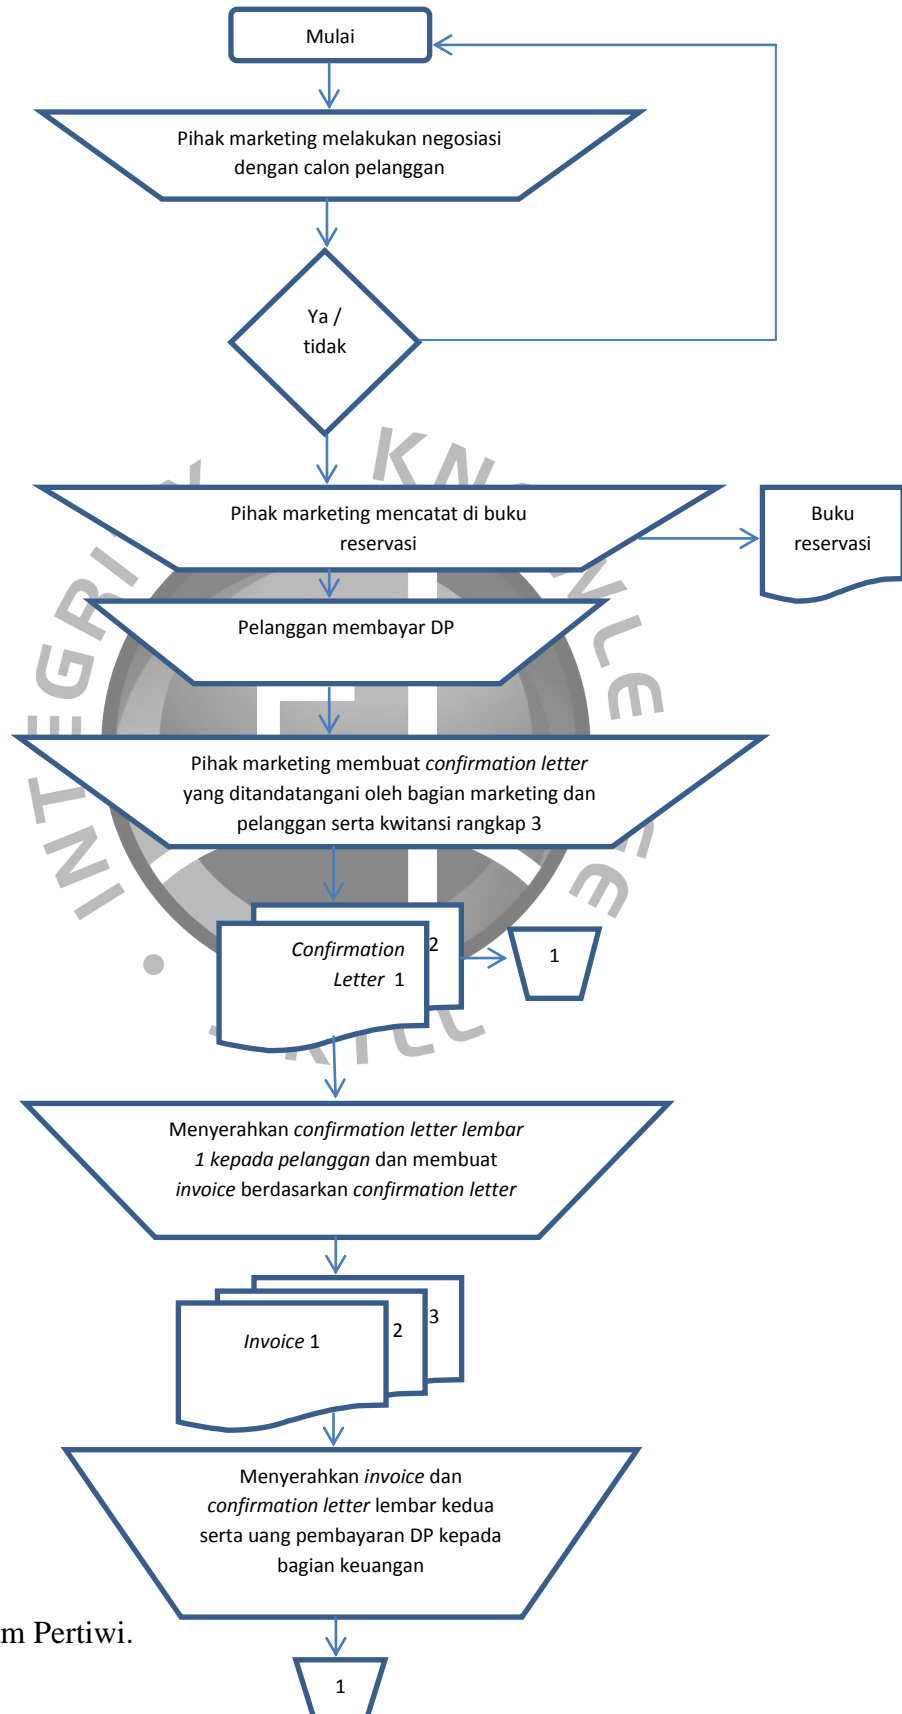 Mulai
Pihak marketing melakukan negosiasi
dengan calon pelanggan
Ya /
tidak
Pihak marketing mencatat di buku
reservasi
Buku
reservasi
Pelanggan membayar DP
Pihak marketing membuat confirmation letter
yang ditandatangani oleh bagian marketing dan
pelanggan serta kwitansi rangkap 3
Confirmation
Letter 1
2
1
Menyerahkan confirmation letter lembar
1 kepada pelanggan dan membuat
invoice berdasarkan confirmation letter
Invoice 1
2
3
Menyerahkan invoice dan
confirmation letter lembar kedua
serta uang pembayaran DP kepada
bagian keuangan
m Pertiwi.
1